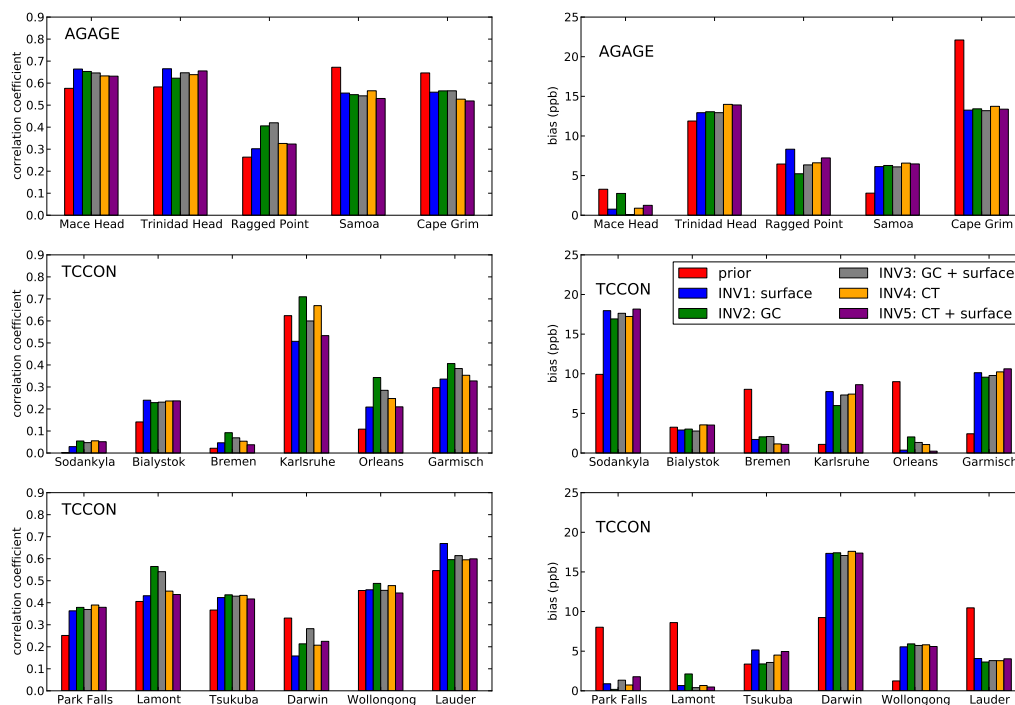 AGAGE
correlation coefficient
0.9
0.8
0.7
0.6
0.5
0.4
0.3
0.2
0.1
0.0
Mace Head Trinidad Head Ragged Point Samoa Cape Grim
AGAGE
bias (ppb)
25
20
15
10
5
0
Mace Head Trinidad Head Ragged Point Samoa Cape Grim
TCCON
correlation coefficient
0.9
0.8
0.7
0.6
0.5
0.4
0.3
0.2
0.1
0.0
Sodankyla Bialystok Bremen Karlsruhe Orleans Garmisch
TCCON
prior
INV1: surface
INV2: GC
INV3: GC + surface
INV4: CT
INV5: CT + surface
bias (ppb)
25
20
15
10
5
0
Sodankyla Bialystok Bremen Karlsruhe Orleans Garmisch
TCCON
correlation coefficient
0.9
0.8
0.7
0.6
0.5
0.4
0.3
0.2
0.1
0.0
Park Falls Lamont Tsukuba Darwin Wollongong Lauder
TCCON
bias (ppb)
25
20
15
10
5
0
Park Falls Lamont Tsukuba Darwin Wollongong Lauder